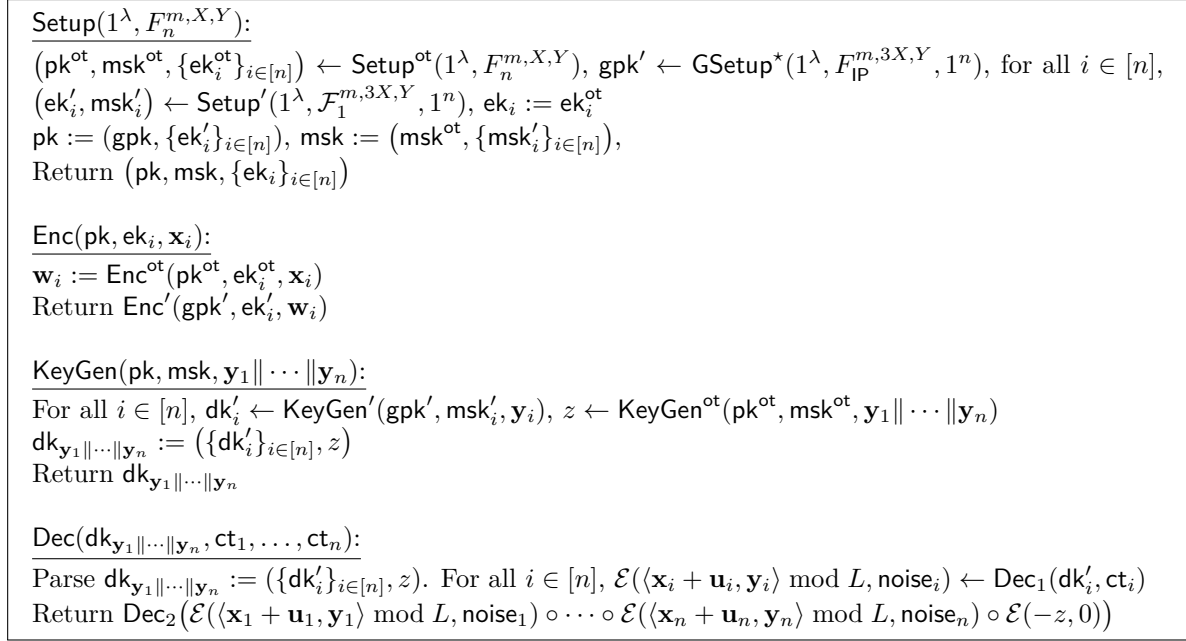 Setup(1^λ, F_n^{m,X,Y}):
(pk^ot, msk^ot, {ek_i^ot}_{i∈[n]}) ← Setup^ot(1^λ, F_n^{m,X,Y}), gpk′ ← GSetup^⋆(1^λ, F_IP^{m,3X,Y}, 1^n), for all i ∈ [n],
(ek′_i, msk′_i) ← Setup′(1^λ, ℱ_1^{m,3X,Y}, 1^n), ek_i := ek_i^ot
pk := (gpk, {ek′_i}_{i∈[n]}), msk := (msk^ot, {msk′_i}_{i∈[n]}),
Return (pk, msk, {ek_i}_{i∈[n]})
Enc(pk, ek_i, x_i):
w_i := Enc^ot(pk^ot, ek_i^ot, x_i)
Return Enc′(gpk′, ek′_i, w_i)
KeyGen(pk, msk, y_1‖···‖y_n):
For all i ∈ [n], dk′_i ← KeyGen′(gpk′, msk′_i, y_i), z ← KeyGen^ot(pk^ot, msk^ot, y_1‖···‖y_n)
dk_{y_1‖···‖y_n} := ({dk′_i}_{i∈[n]}, z)
Return dk_{y_1‖···‖y_n}
Dec(dk_{y_1‖···‖y_n}, ct_1, . . . , ct_n):
Parse dk_{y_1‖···‖y_n} := ({dk′_i}_{i∈[n]}, z). For all i ∈ [n], ℰ(⟨x_i + u_i, y_i⟩ mod L, noise_i) ← Dec_1(dk′_i, ct_i)
Return Dec_2(ℰ(⟨x_1 + u_1, y_1⟩ mod L, noise_1) ∘ ··· ∘ ℰ(⟨x_n + u_n, y_n⟩ mod L, noise_n) ∘ ℰ(−z, 0))